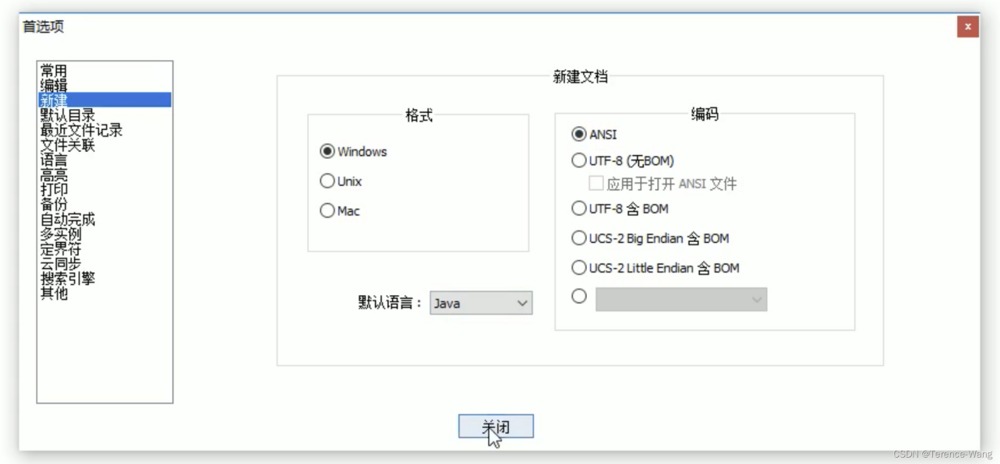 首选项
x
常用
编辑
新建
默认目录
最近文件记录
文件关联
语言
高亮
打印
备份
自动完成
多实例
定界符
云同步
搜索引擎
其他
新建文档
格式
Windows
Unix
Mac
默认语言： Java
编码
ANSI
UTF-8 (无BOM)
应用于打开 ANSI 文件
UTF-8 含 BOM
UCS-2 Big Endian 含 BOM
UCS-2 Little Endian 含 BOM
关闭
CSDN @Terence-Wang